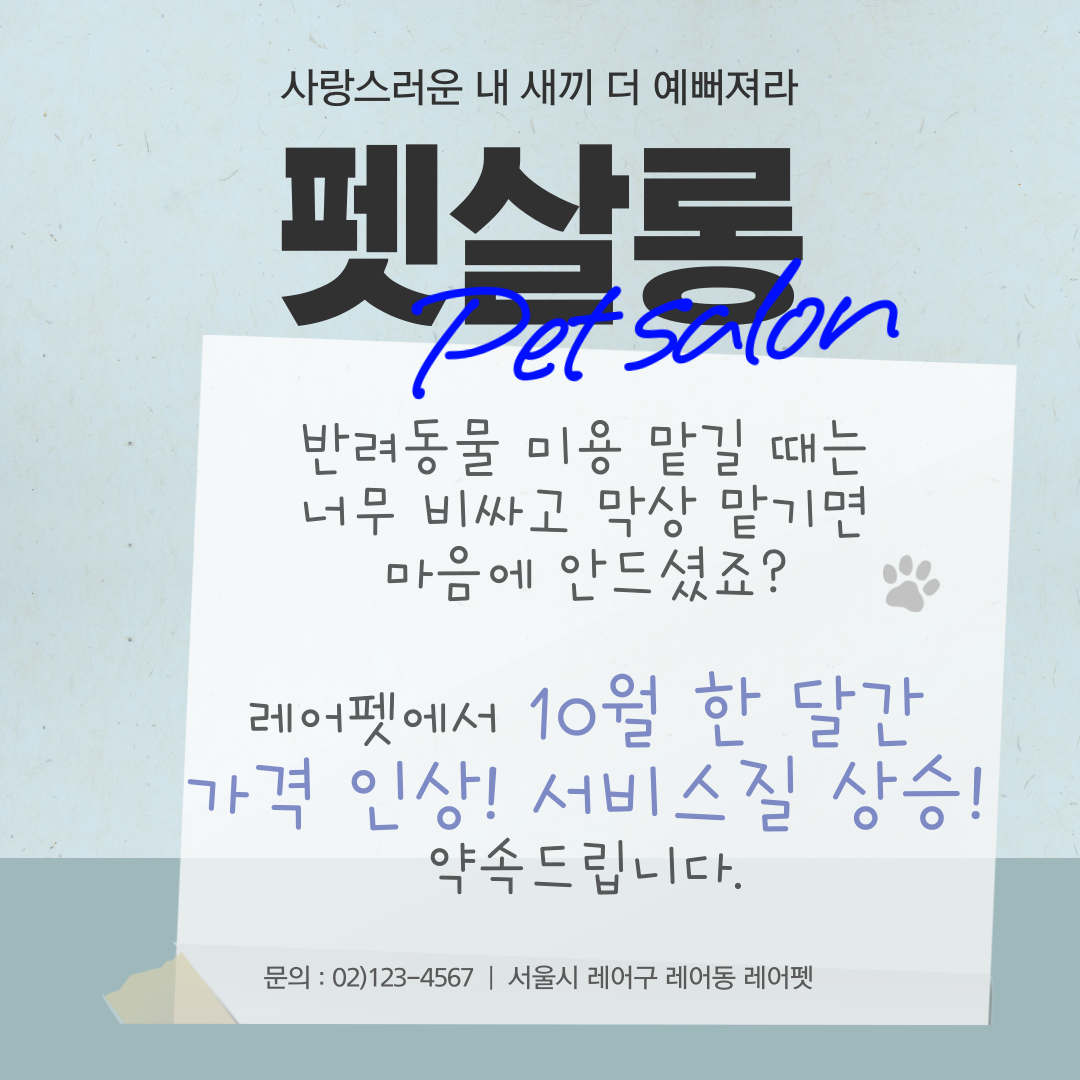 사랑스러운 내 새끼 더 예뻐져라
펫살롱
Pet salon
반려동물 미용 맡길 때는
너무 비싸고 막상 맡기면
마음에 안드셨죠?
레어펫에서 10월 한 달간
가격 인상! 서비스질 상승!
약속드립니다.
문의 : 02)123-4567 | 서울시 레어구 레어동 레어펫